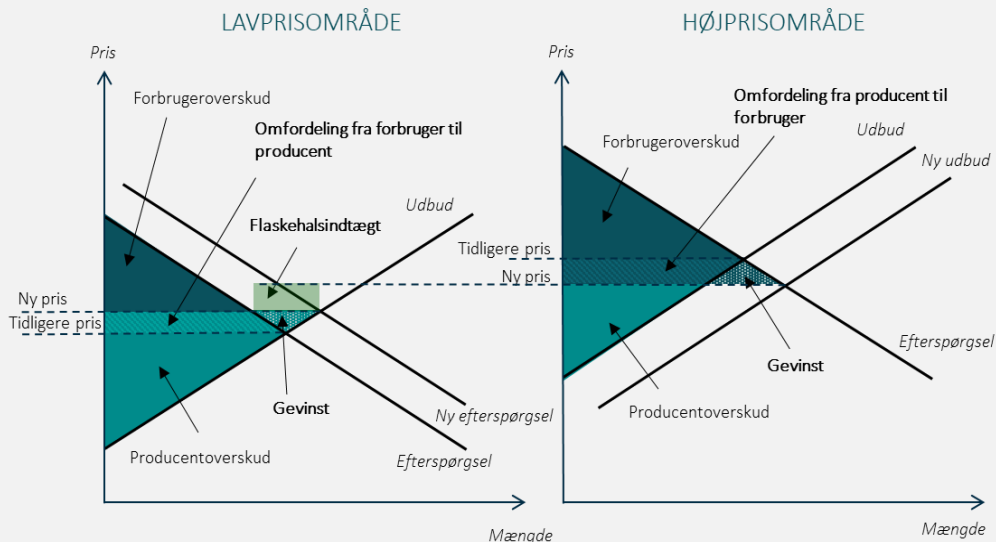 LAVPRISOMRÅDE
Pris
Forbrugeroverskud
Omfordeling fra forbruger til
producent
Udbud
Flaskehalsindtægt
Ny pris
Tidligere pris
Gevinst
Ny efterspørgsel
Producentoverskud
Efterspørgsel
Mængde
HØJPRISOMRÅDE
Pris
Omfordeling fra producent til
forbruger
Forbrugeroverskud
Udbud
Ny udbud
Tidligere pris
Ny pris
Efterspørgsel
Gevinst
Producentoverskud
Mængde